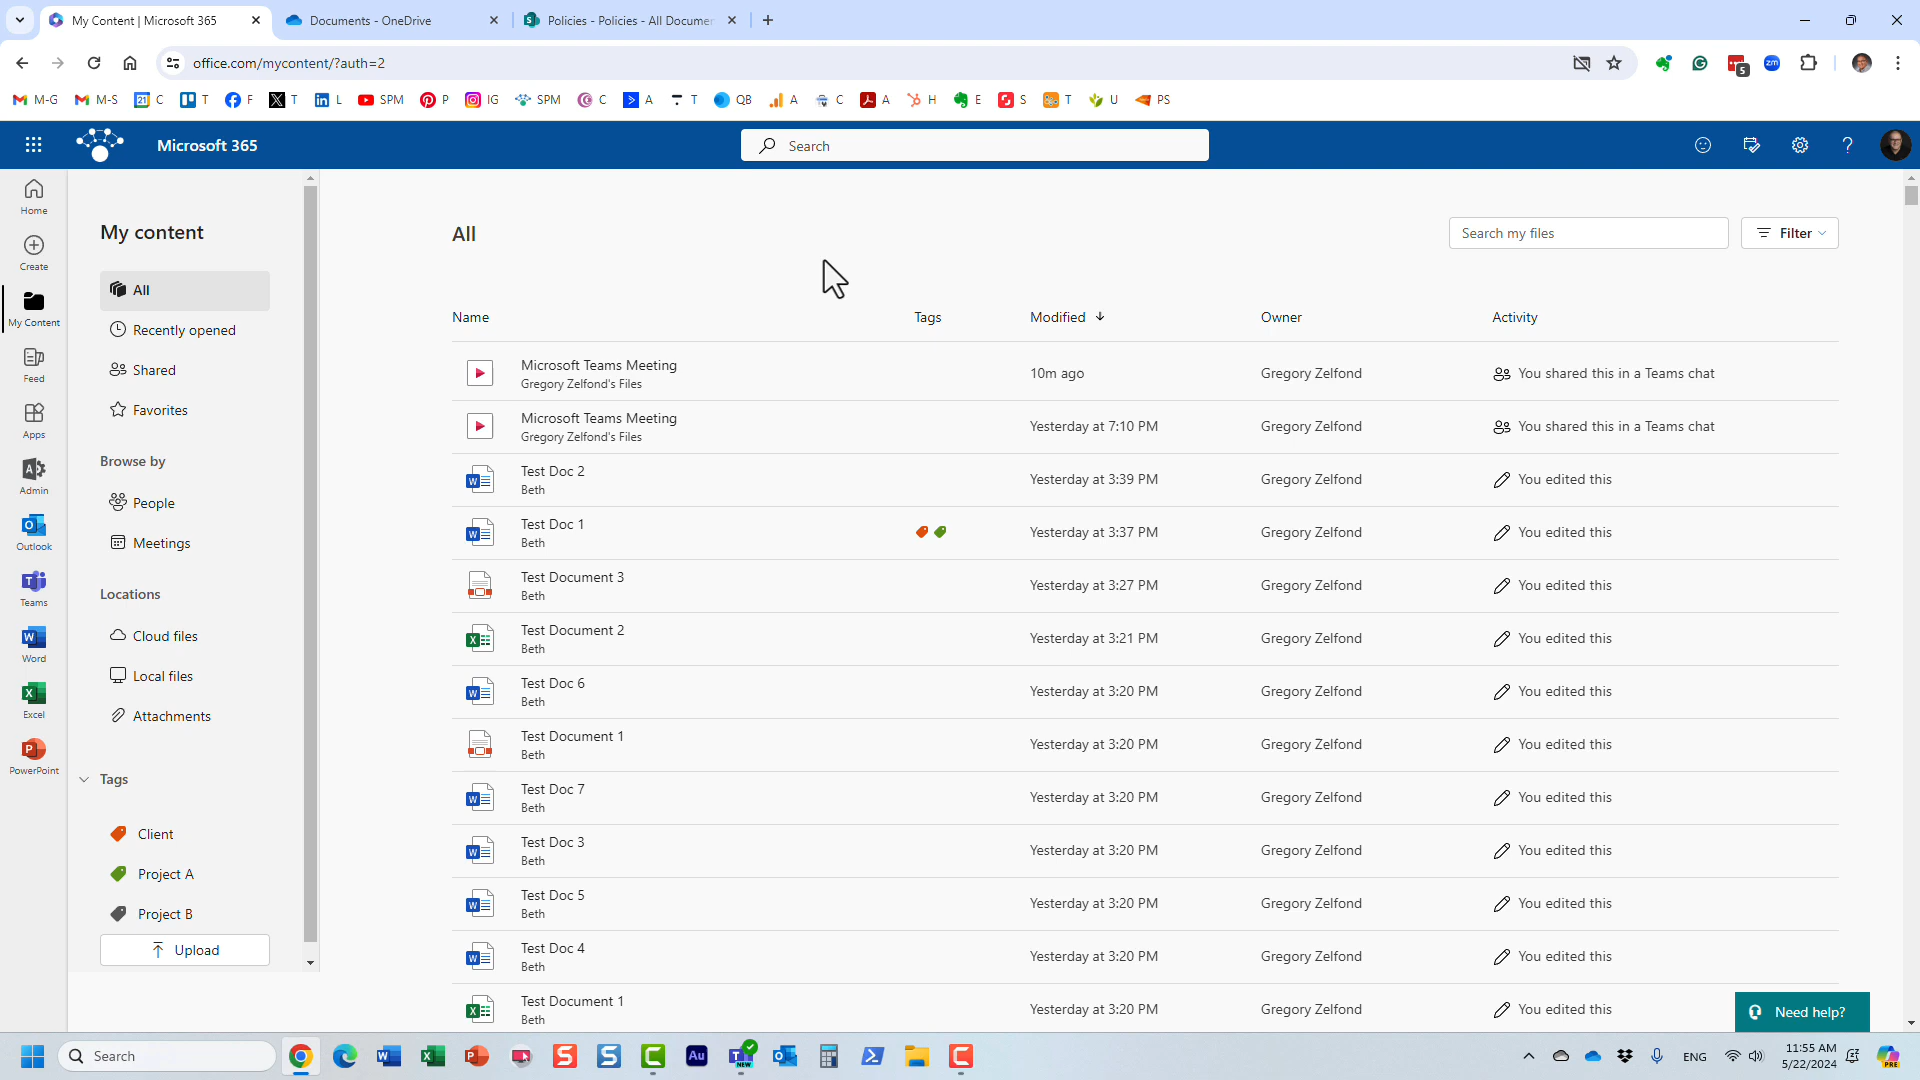 My Content | Microsoft 365
Documents - OneDrive
Policies - Policies - All Documen
office.com/mycontent/?auth=2
5
zm
M-G
M-S
C
T
F
T
L
SPM
P
IG
SPM
C
A
T
QB
A
C
A
H
E
S
T
U
PS
Microsoft 365
Search
Home
Create
My Content
Feed
Apps
Admin
Outlook
Teams
Word
Excel
PowerPoint
My content
All
Recently opened
Shared
Favorites
Browse by
People
Meetings
Locations
Cloud files
Local files
Attachments
Tags
Client
Project A
Project B
Upload
All
Search my files
Filter
Name Tags Modified Owner Activity
Microsoft Teams Meeting
Gregory Zelfond's Files
10m ago Gregory Zelfond You shared this in a Teams chat
Microsoft Teams Meeting
Gregory Zelfond's Files
Yesterday at 7:10 PM Gregory Zelfond You shared this in a Teams chat
Test Doc 2
Beth
Yesterday at 3:39 PM Gregory Zelfond You edited this
Test Doc 1
Beth
Yesterday at 3:37 PM Gregory Zelfond You edited this
Test Document 3
Beth
Yesterday at 3:27 PM Gregory Zelfond You edited this
Test Document 2
Beth
Yesterday at 3:21 PM Gregory Zelfond You edited this
Test Doc 6
Beth
Yesterday at 3:20 PM Gregory Zelfond You edited this
Test Document 1
Beth
Yesterday at 3:20 PM Gregory Zelfond You edited this
Test Doc 7
Beth
Yesterday at 3:20 PM Gregory Zelfond You edited this
Test Doc 3
Beth
Yesterday at 3:20 PM Gregory Zelfond You edited this
Test Doc 5
Beth
Yesterday at 3:20 PM Gregory Zelfond You edited this
Test Doc 4
Beth
Yesterday at 3:20 PM Gregory Zelfond You edited this
Test Document 1
Beth
Yesterday at 3:20 PM Gregory Zelfond You edited this
Need help?
Search
Au
NEW
ENG
11:55 AM
5/22/2024
PRE